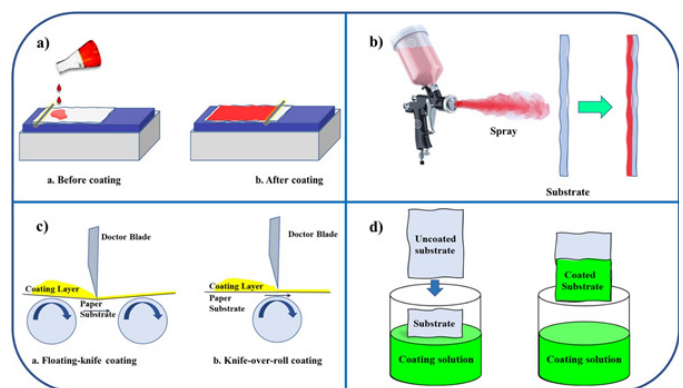 a)
a. Before coating
b. After coating
b)
Spray
Substrate
c)
Doctor Blade
Coating Layer
Paper
Substrate
a. Floating-knife coating
Doctor Blade
Coating Layer
Paper
Substrate
b. Knife-over-roll coating
d)
Uncoated
substrate
Substrate
Coating solution
Coated
Substrate
Coating solution